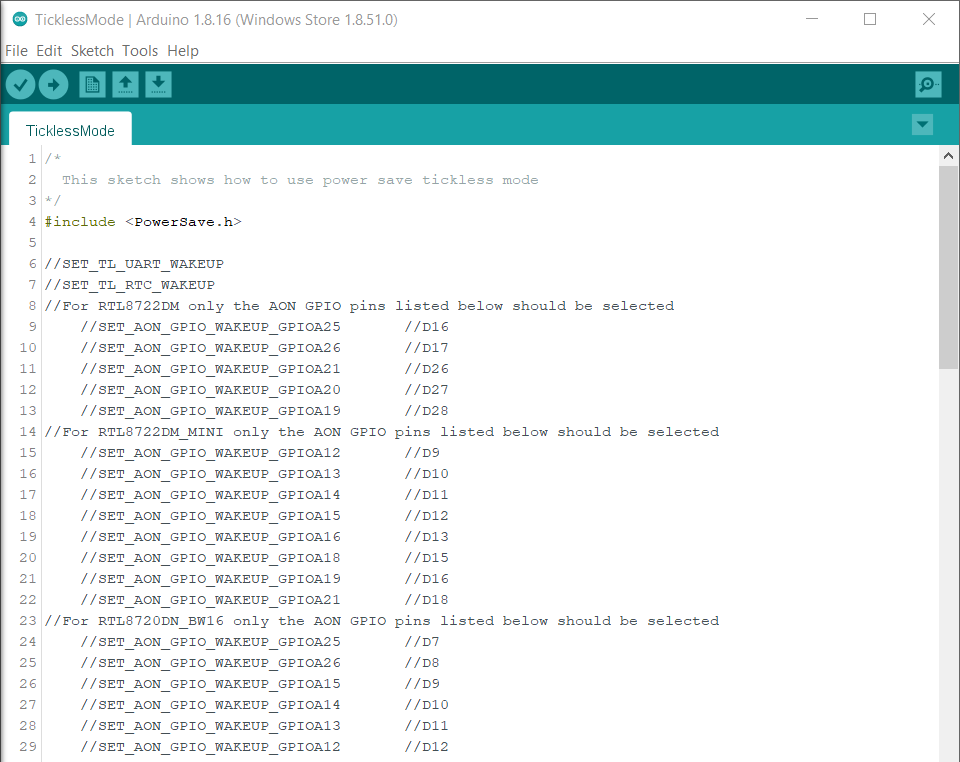 TicklessMode | Arduino 1.8.16 (Windows Store 1.8.51.0)
File Edit Sketch Tools Help
TicklessMode
1 /*
2   This sketch shows how to use power save tickless mode
3 */
4 #include <PowerSave.h>
5
6 //SET_TL_UART_WAKEUP
7 //SET_TL_RTC_WAKEUP
8 //For RTL8722DM only the AON GPIO pins listed below should be selected
9     //SET_AON_GPIO_WAKEUP_GPIOA25       //D16
10     //SET_AON_GPIO_WAKEUP_GPIOA26       //D17
11     //SET_AON_GPIO_WAKEUP_GPIOA21       //D26
12     //SET_AON_GPIO_WAKEUP_GPIOA20       //D27
13     //SET_AON_GPIO_WAKEUP_GPIOA19       //D28
14 //For RTL8722DM_MINI only the AON GPIO pins listed below should be selected
15     //SET_AON_GPIO_WAKEUP_GPIOA12       //D9
16     //SET_AON_GPIO_WAKEUP_GPIOA13       //D10
17     //SET_AON_GPIO_WAKEUP_GPIOA14       //D11
18     //SET_AON_GPIO_WAKEUP_GPIOA15       //D12
19     //SET_AON_GPIO_WAKEUP_GPIOA16       //D13
20     //SET_AON_GPIO_WAKEUP_GPIOA18       //D15
21     //SET_AON_GPIO_WAKEUP_GPIOA19       //D16
22     //SET_AON_GPIO_WAKEUP_GPIOA21       //D18
23 //For RTL8720DN_BW16 only the AON GPIO pins listed below should be selected
24     //SET_AON_GPIO_WAKEUP_GPIOA25       //D7
25     //SET_AON_GPIO_WAKEUP_GPIOA26       //D8
26     //SET_AON_GPIO_WAKEUP_GPIOA15       //D9
27     //SET_AON_GPIO_WAKEUP_GPIOA14       //D10
28     //SET_AON_GPIO_WAKEUP_GPIOA13       //D11
29     //SET_AON_GPIO_WAKEUP_GPIOA12       //D12